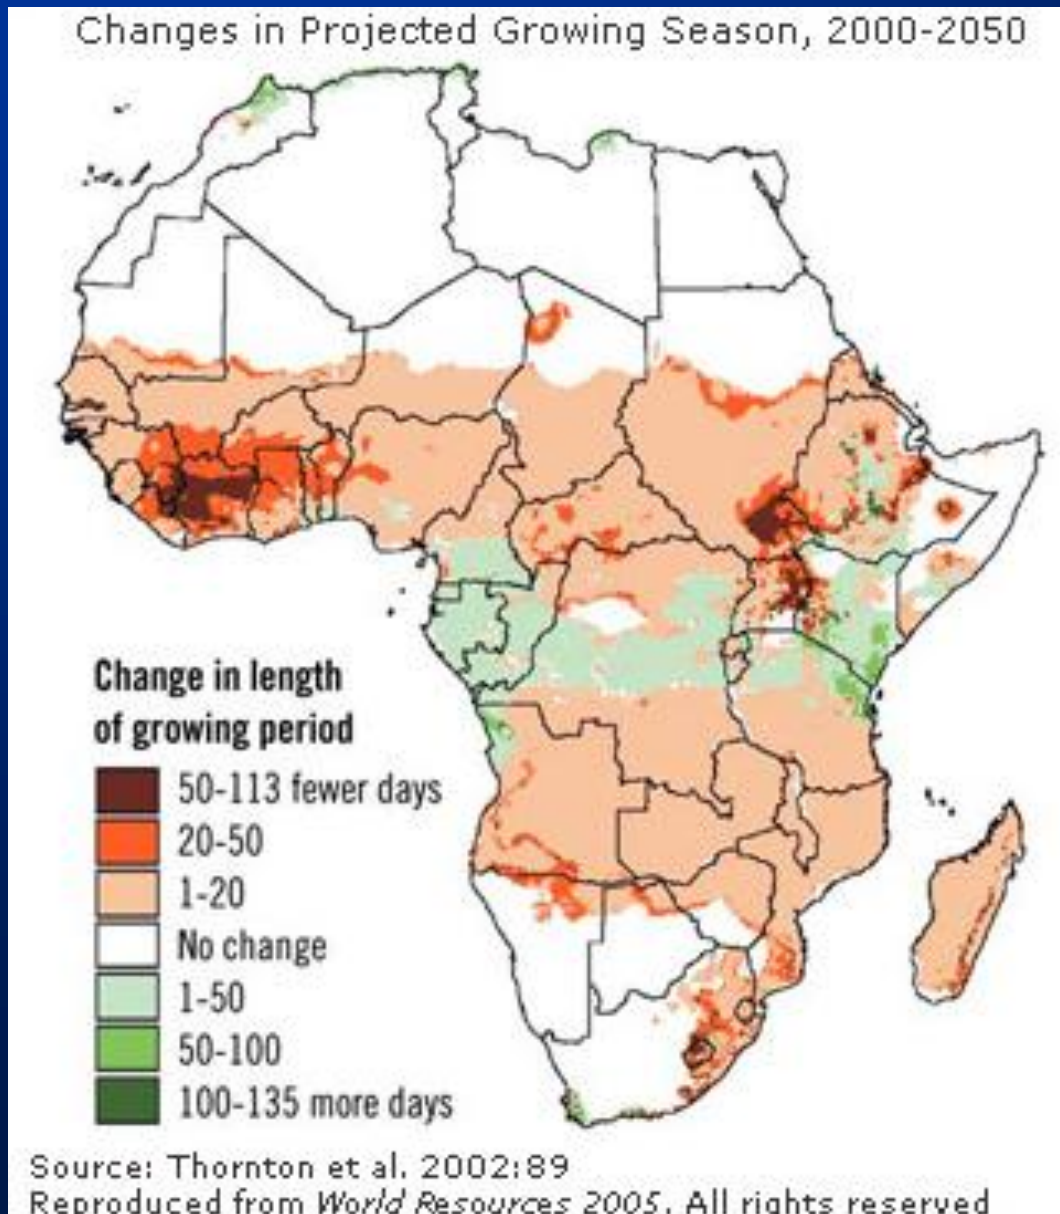 Changes in Projected Growing Season, 2000-2050
Change in length
of growing period
50-113 fewer days
20-50
1-20
No change
1-50
50-100
100-135 more days
Source: Thornton et al. 2002:89
Reproduced from World Resources 2005. All rights reserved